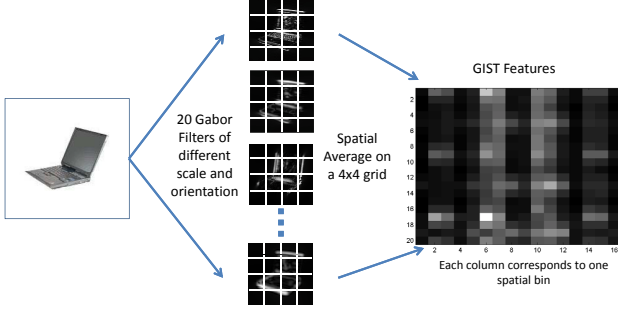 20 Gabor
Filters of
different
scale and
orientation
Spatial
Average on
a 4x4 grid
GIST Features
2
4
6
8
10
12
14
16
18
20
2 4 6 8 10 12 14 16
Each column corresponds to one
spatial bin